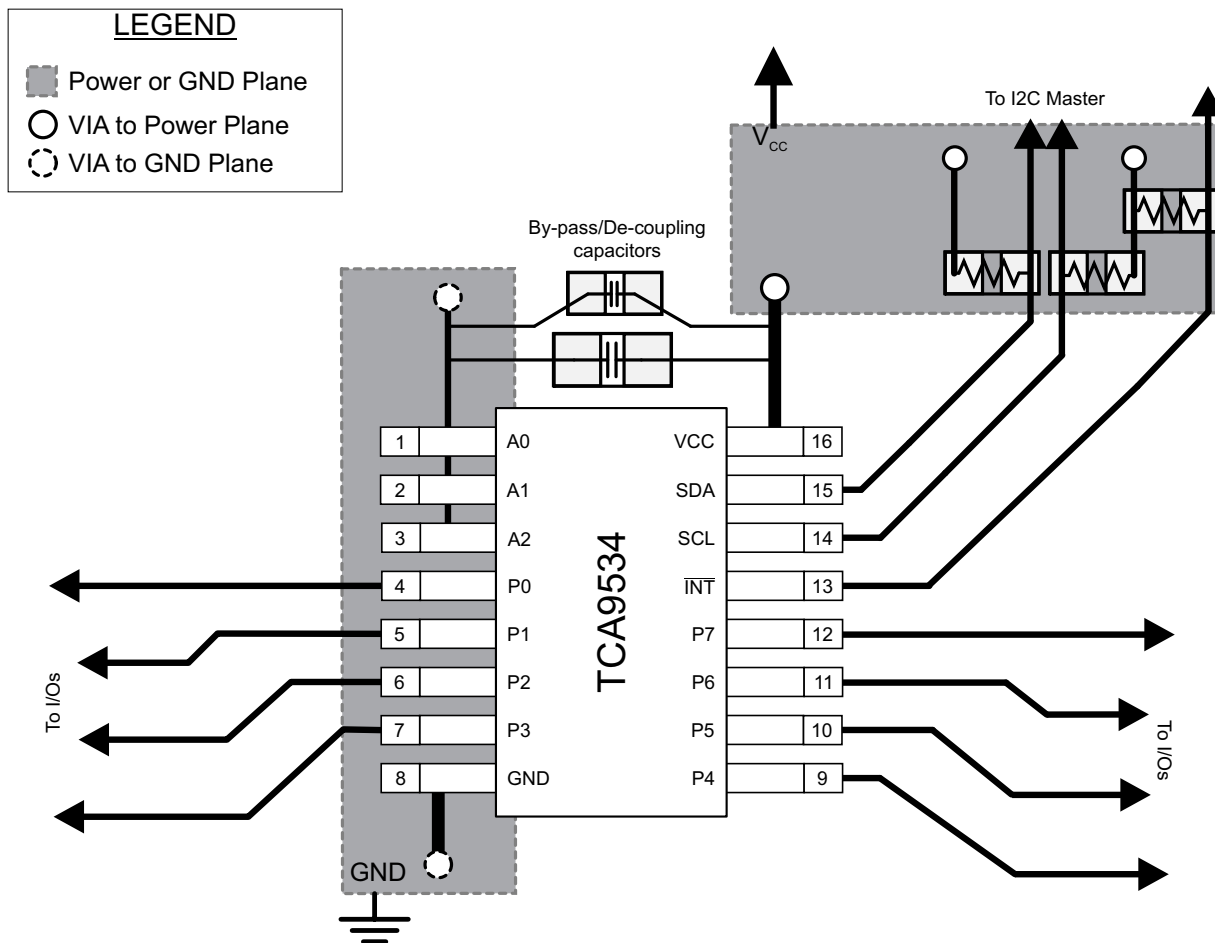 LEGEND
Power or GND Plane
VIA to Power Plane
VIA to GND Plane
To I2C Master
VCC
By-pass/De-coupling
capacitors
1 A0 VCC 16
2 A1 SDA 15
3 A2 SCL 14
4 P0 INT 13
5 P1 P7 12
6 P2 P6 11
7 P3 P5 10
8 GND P4 9
TCA9534
To I/Os
To I/Os
GND